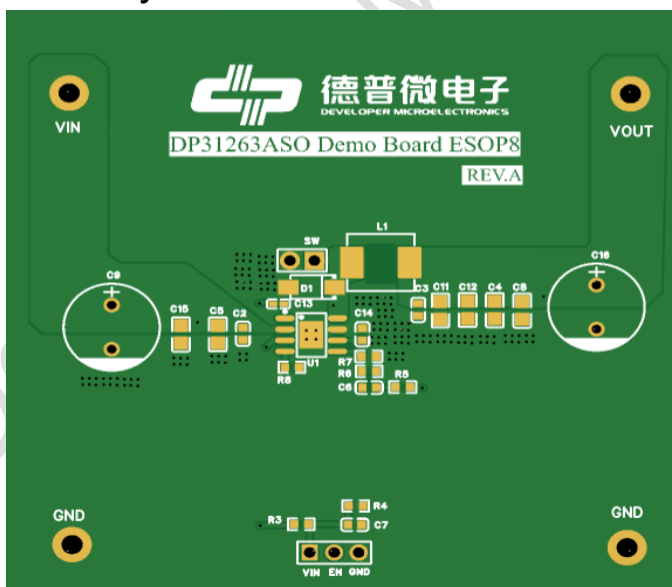 德普微电子
DEVELOPER MICROELECTRONICS
VIN
VOUT
DP31263ASO Demo Board ESOP8
REV.A
SW
L1
C9
C16
D1
C13
C3
C11
C12
C4
C8
C15
C5
C2
C14
U1
R8
R7
R6
C6
R5
GND
GND
R4
R3
C7
VIN EN GND